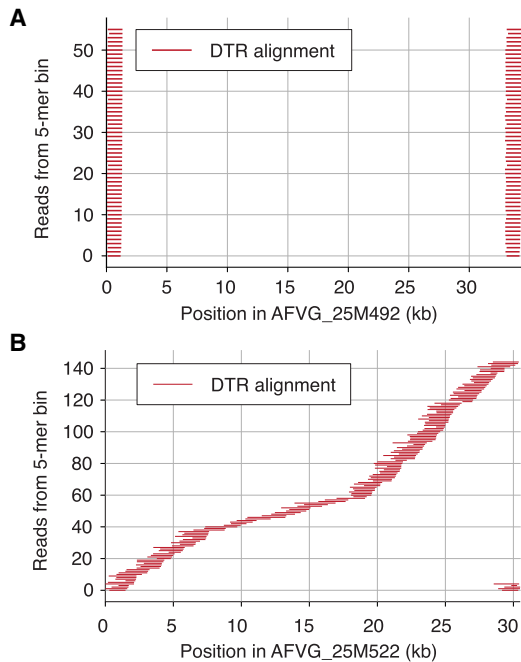 A
DTR alignment
Reads from 5-mer bin
50
40
30
20
10
0
0 5 10 15 20 25 30
Position in AFVG_25M492 (kb)
B
DTR alignment
Reads from 5-mer bin
140
120
100
80
60
40
20
0
0 5 10 15 20 25 30
Position in AFVG_25M522 (kb)